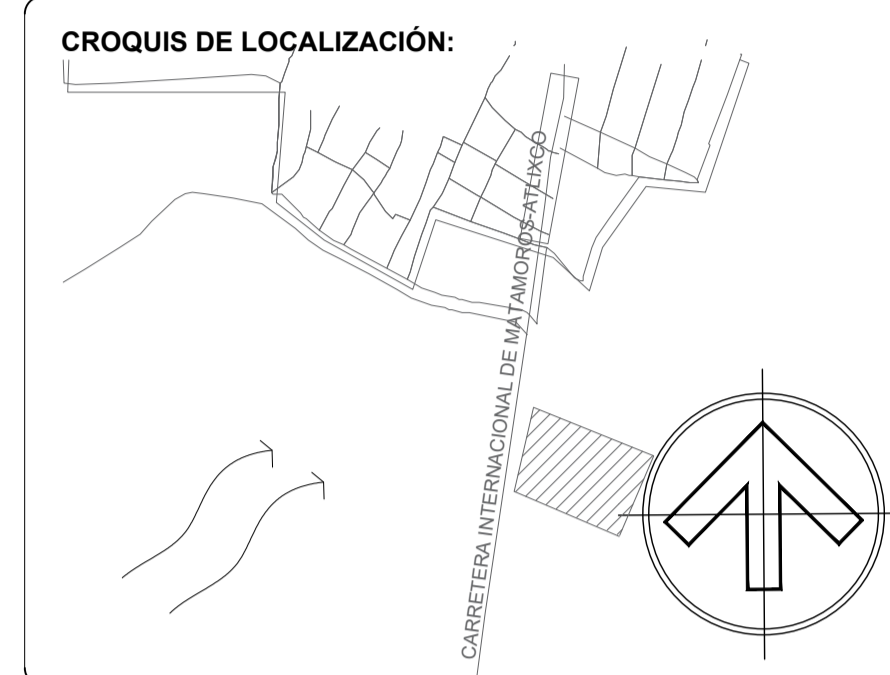 CROQUIS DE LOCALIZACIÓN:
CARRETERA INTERNACIONAL DE MATAMOROS-ATLIXCO